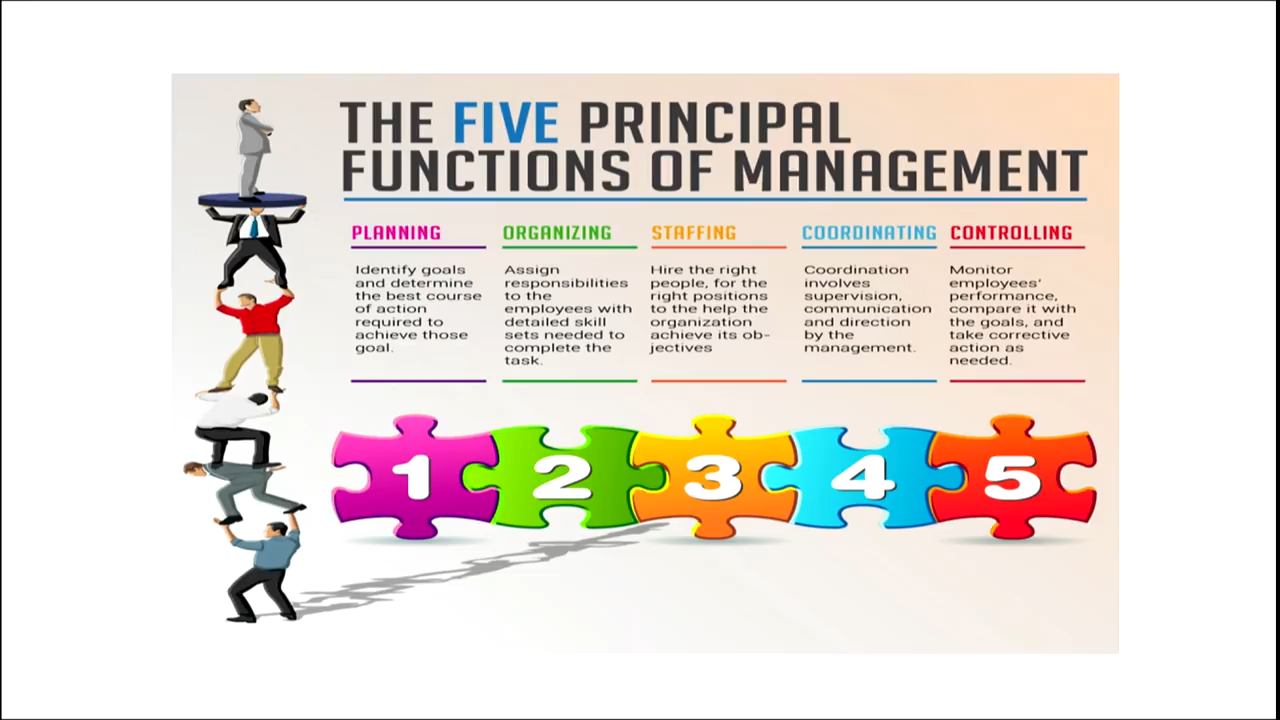 THE FIVE PRINCIPAL
FUNCTIONS OF MANAGEMENT
PLANNING
Identify goals
and determine
the best course
of action
required to
achieve those
goal.
ORGANIZING
Assign
responsibilities
to the
employees with
detailed skill
sets needed to
complete the
task.
STAFFING
Hire the right
people, for the
right positions
to the help the
organization
achieve its ob-
jectives
COORDINATING
Coordination
involves
supervision,
communication
and direction
by the
management.
CONTROLLING
Monitor
employees'
performance,
compare it with
the goals, and
take corrective
action as
needed.
1 2 3 4 5